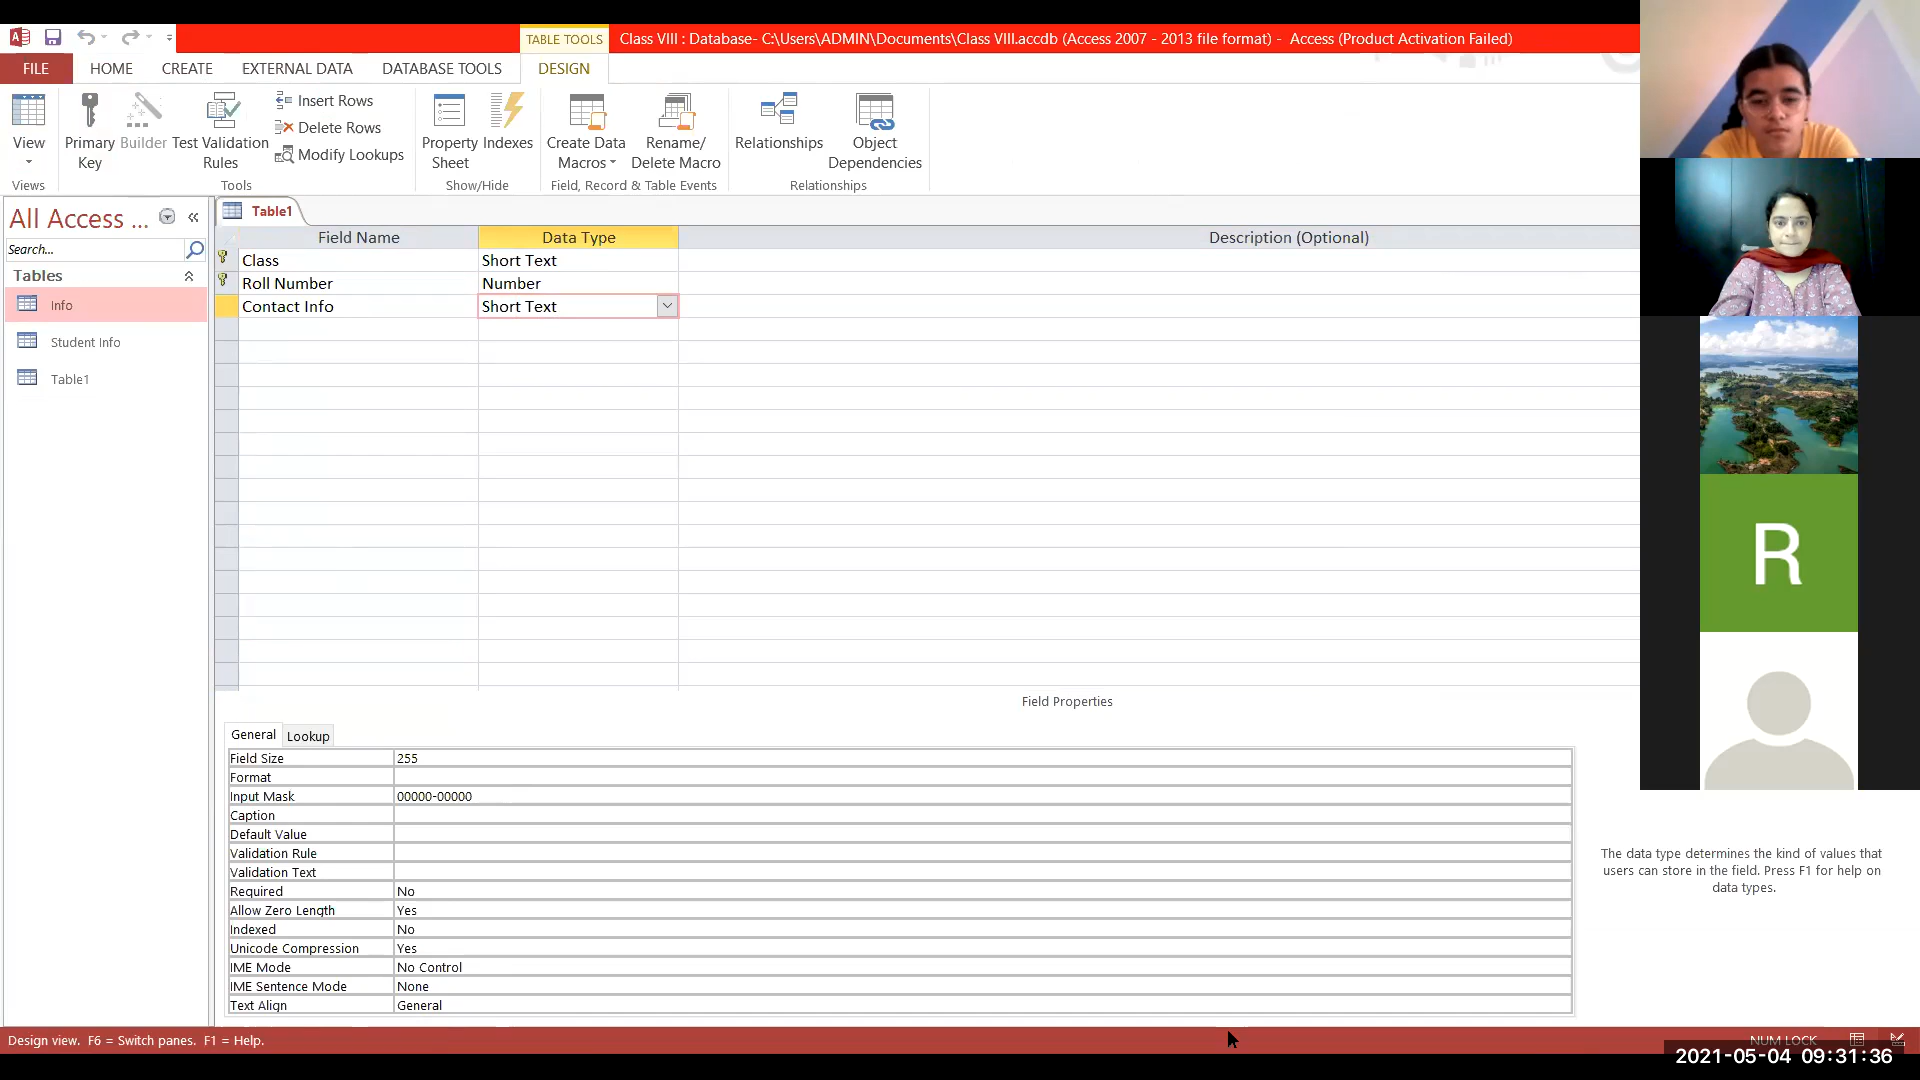 TABLE TOOLS Class VIII : Database- C:\Users\ADMIN\Documents\Class VIII.accdb (Access 2007 - 2013 file format) - Access (Product Activation Failed)
FILE HOME CREATE EXTERNAL DATA DATABASE TOOLS DESIGN
View
Primary Key
Builder
Test Validation Rules
Insert Rows
Delete Rows
Modify Lookups
Property Sheet
Indexes
Create Data Macros
Rename/ Delete Macro
Relationships
Object Dependencies
Views Tools Show/Hide Field, Record & Table Events Relationships
All Access ...
Search...
Tables
Info
Student Info
Table1
Table1
Field Name Data Type Description (Optional)
Class Short Text
Roll Number Number
Contact Info Short Text
Field Properties
General Lookup
Field Size 255
Format
Input Mask 00000-00000
Caption
Default Value
Validation Rule
Validation Text
Required No
Allow Zero Length Yes
Indexed No
Unicode Compression Yes
IME Mode No Control
IME Sentence Mode None
Text Align General
The data type determines the kind of values that
users can store in the field. Press F1 for help on
data types.
R
Design view. F6 = Switch panes. F1 = Help.
NUM LOCK
2021-05-04 09:31:36